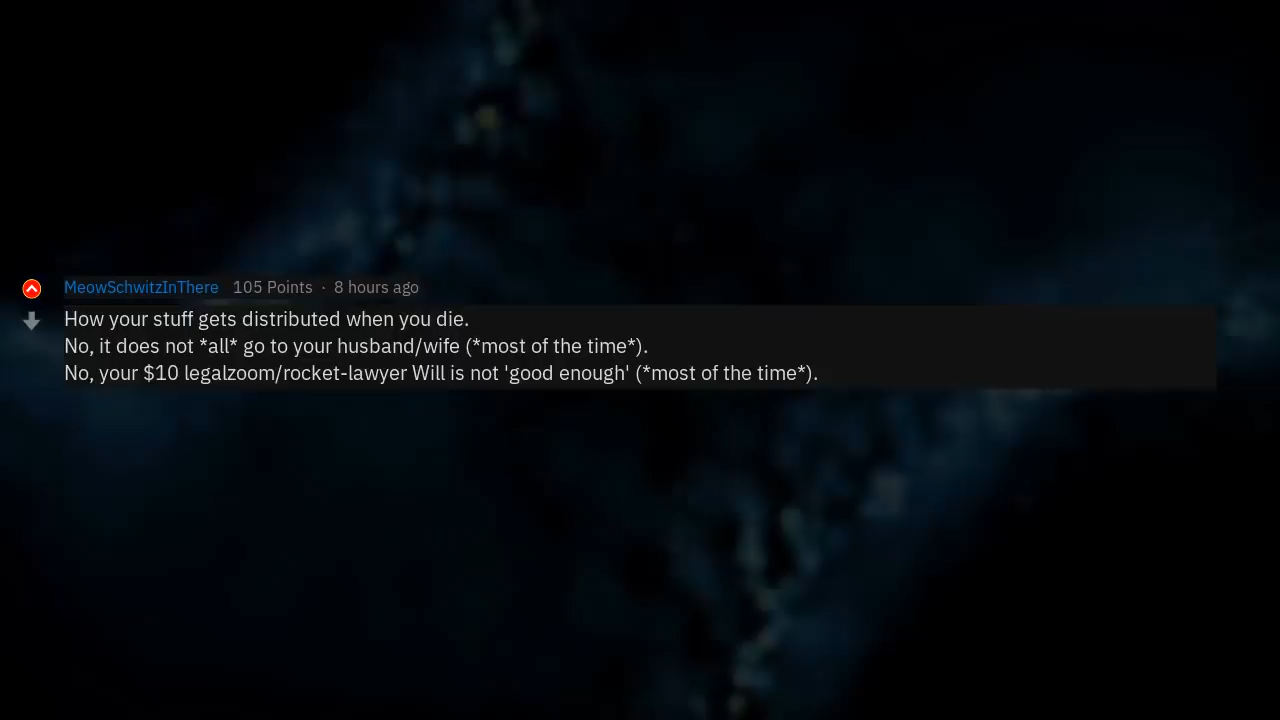 MeowSchwitzInThere 105 Points · 8 hours ago
How your stuff gets distributed when you die.
No, it does not *all* go to your husband/wife (*most of the time*).
No, your $10 legalzoom/rocket-lawyer Will is not 'good enough' (*most of the time*).